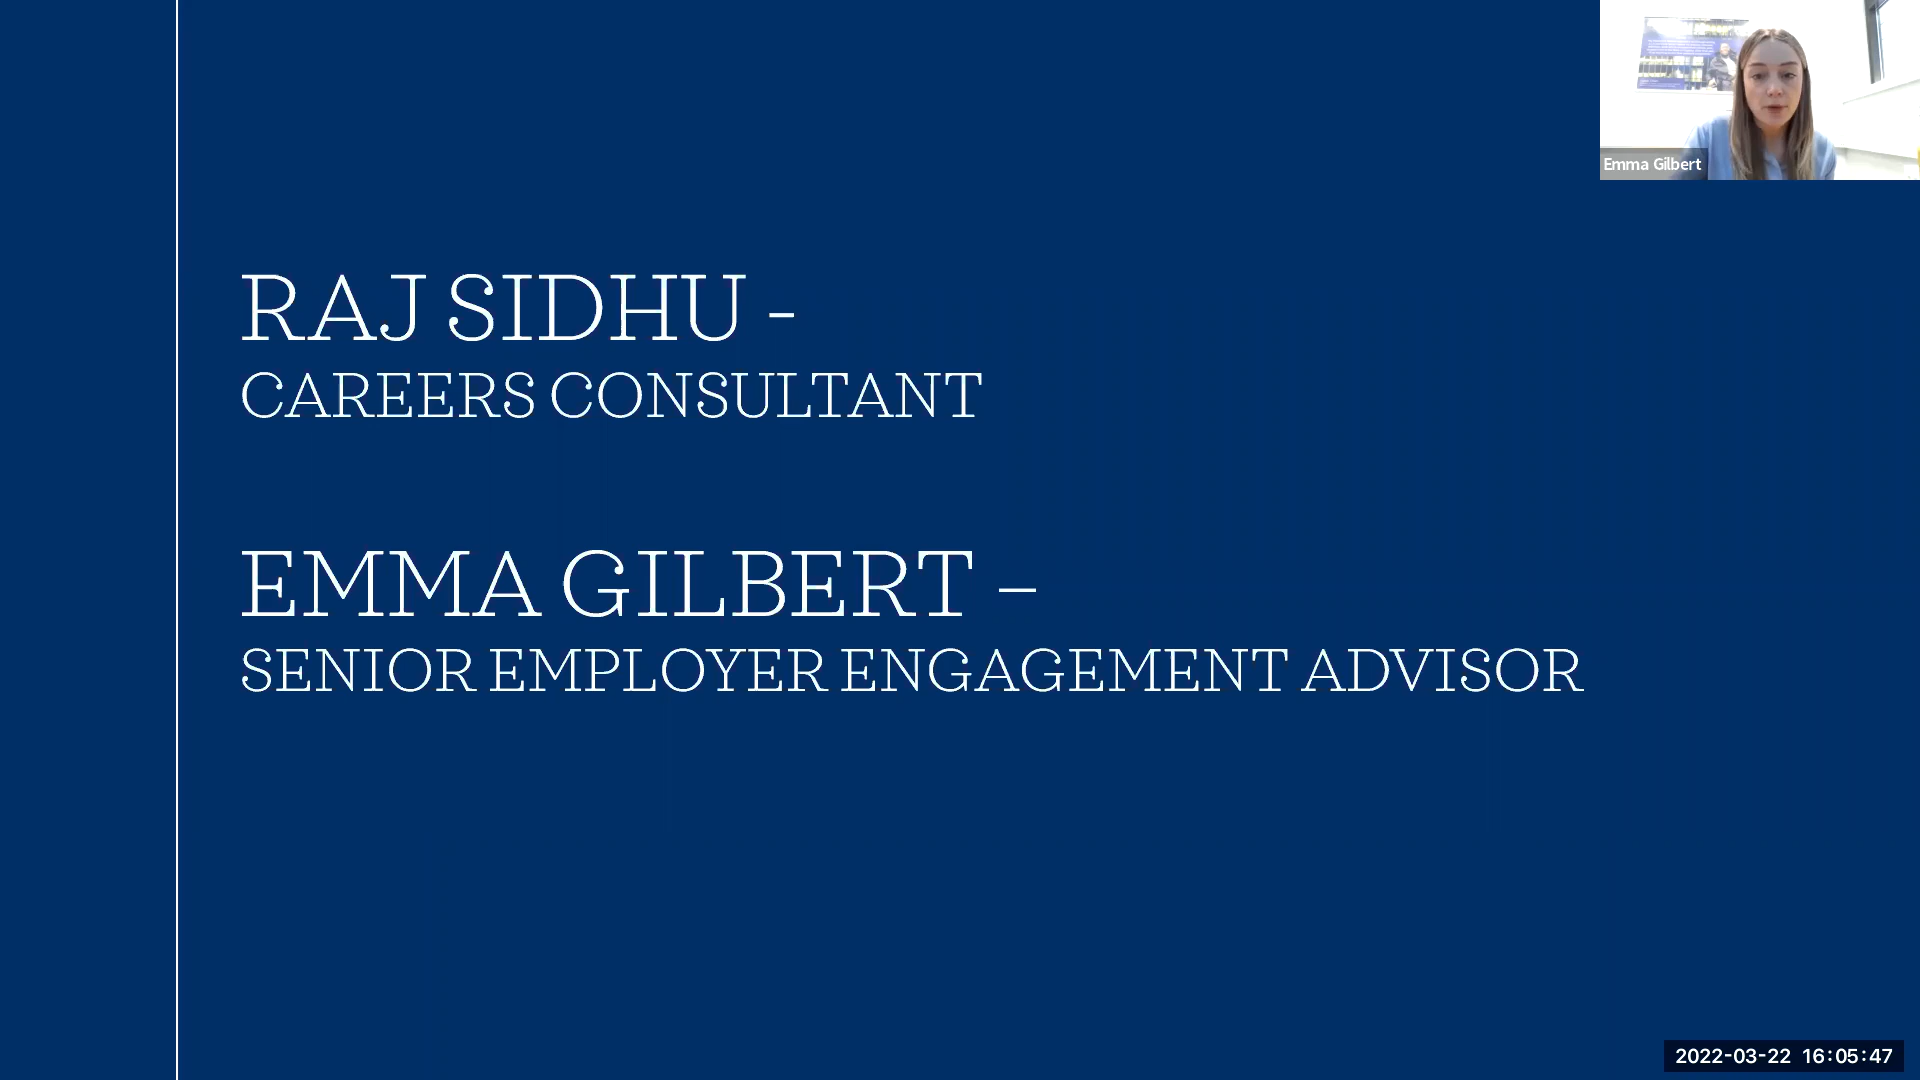 Emma Gilbert
RAJ SIDHU -
CAREERS CONSULTANT
EMMA GILBERT –
SENIOR EMPLOYER ENGAGEMENT ADVISOR
2022-03-22 16:05:47